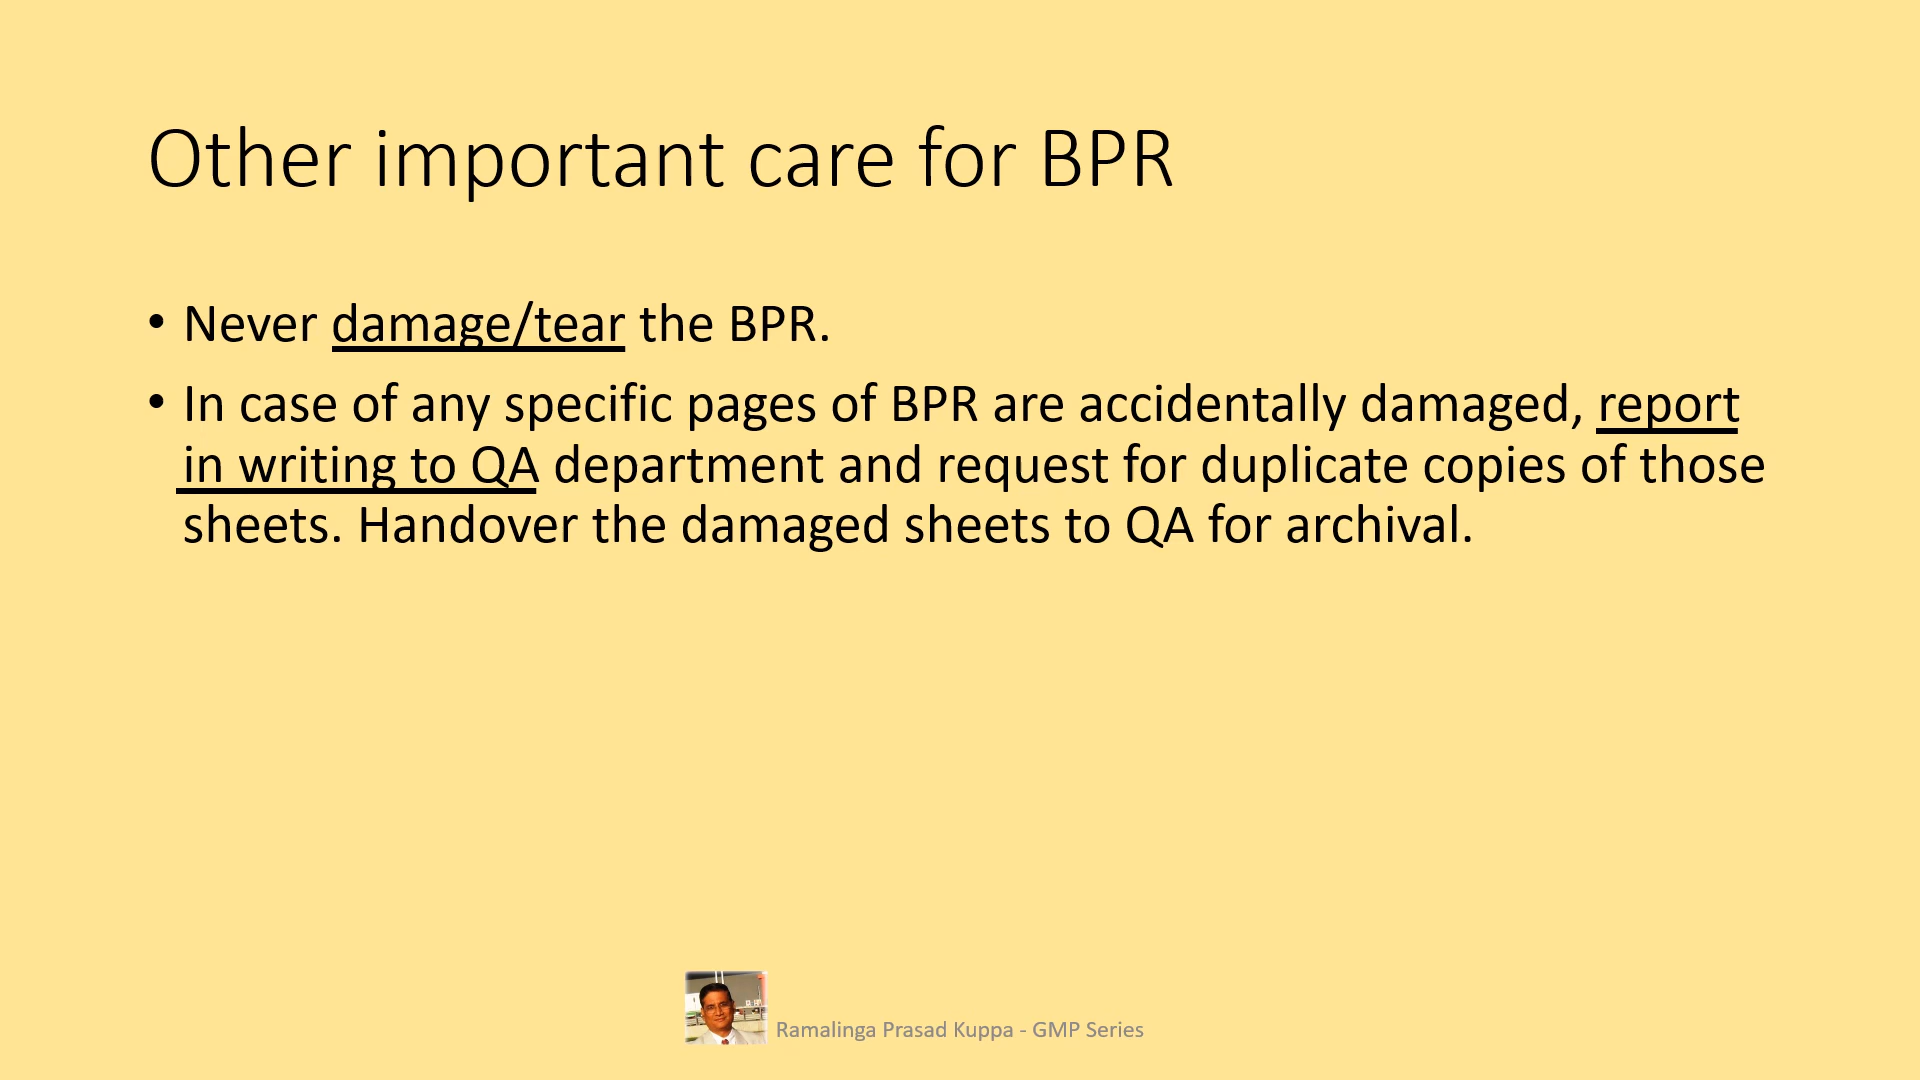 Other important care for BPR
• Never damage/tear the BPR.
• In case of any specific pages of BPR are accidentally damaged, report
in writing to QA department and request for duplicate copies of those
sheets. Handover the damaged sheets to QA for archival.
Ramalinga Prasad Kuppa - GMP Series